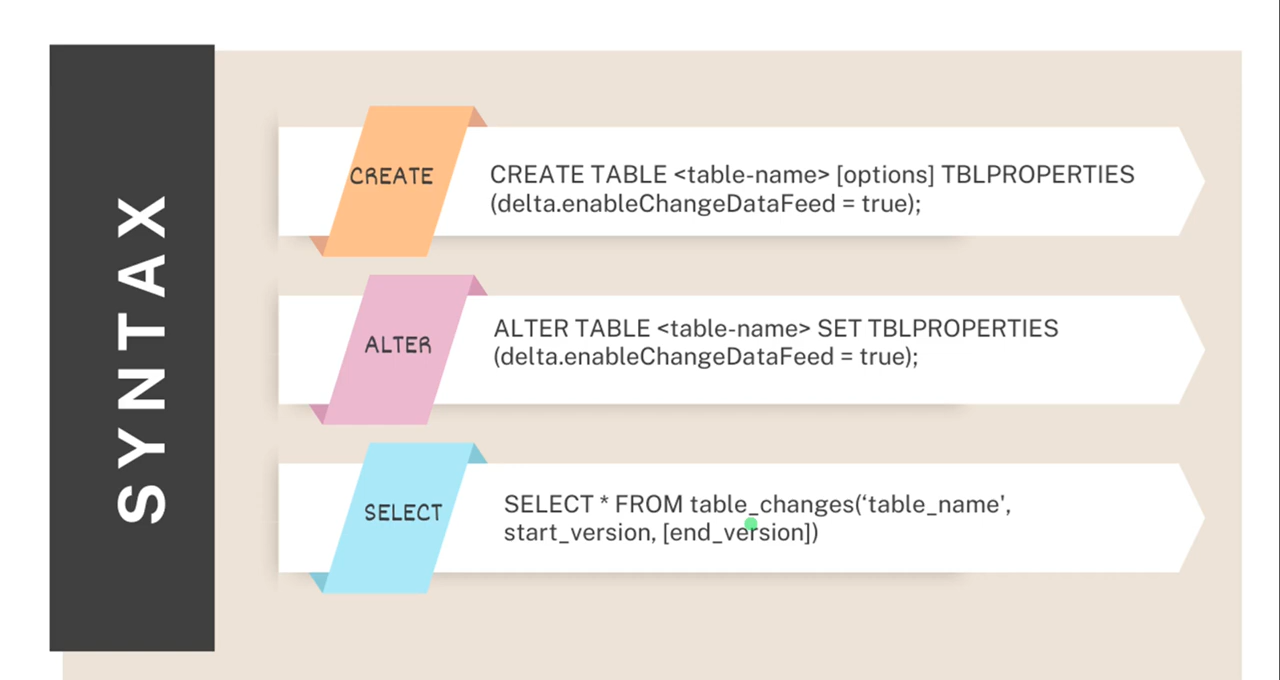 SYNTAX
CREATE
CREATE TABLE <table-name> [options] TBLPROPERTIES
(delta.enableChangeDataFeed = true);
ALTER
ALTER TABLE <table-name> SET TBLPROPERTIES
(delta.enableChangeDataFeed = true);
SELECT
SELECT * FROM table_changes(‘table_name',
start_version, [end_version])